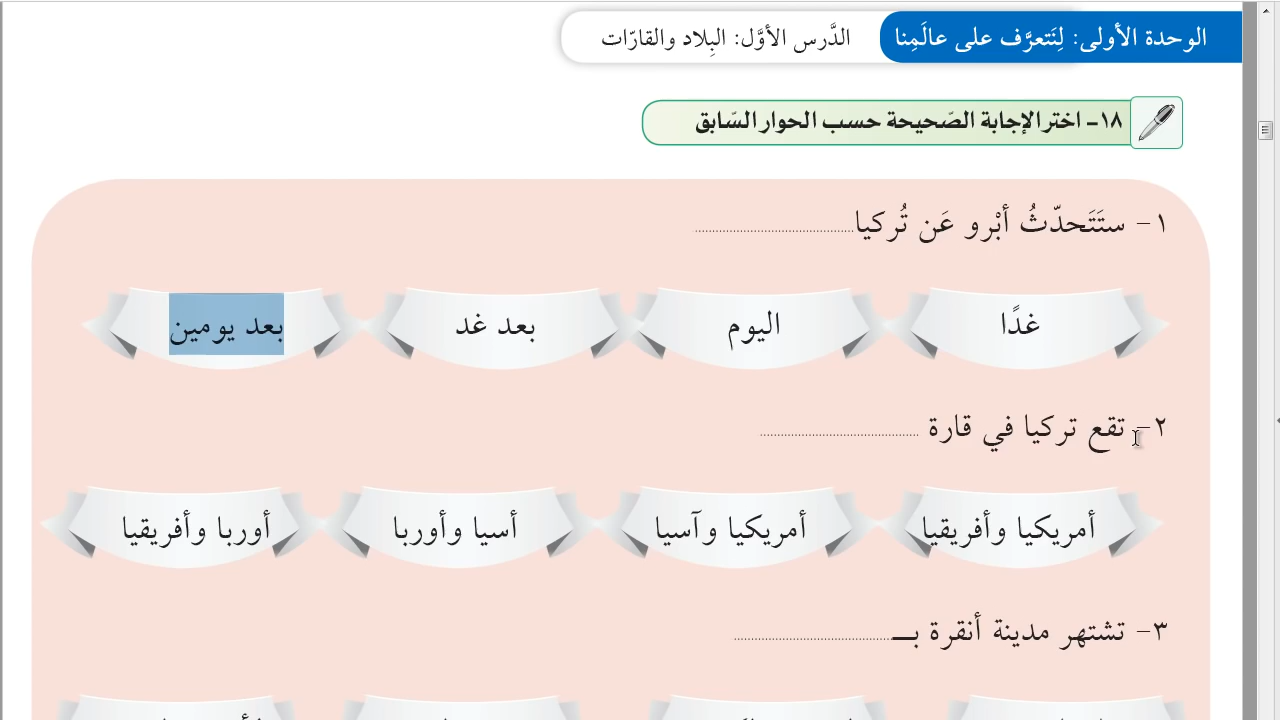 الوحدة الأولى: لِنَتعرَّف على عالَمِنا
الدَّرس الأوَّل: البِلاد والقارّات
١٨- اختر الإجابة الصّحيحة حسب الحوار السّابق
١- ستَتَحدّثُ أبْرو عَن تُركيا........................................
غدًا
اليوم
بعد غد
بعد يومين
٢- تقع تركيا في قارة ........................................
أمريكيا وأفريقيا
أمريكيا وآسيا
أسيا وأوربا
أوربا وأفريقيا
٣- تشتهر مدينة أنقرة بــ........................................